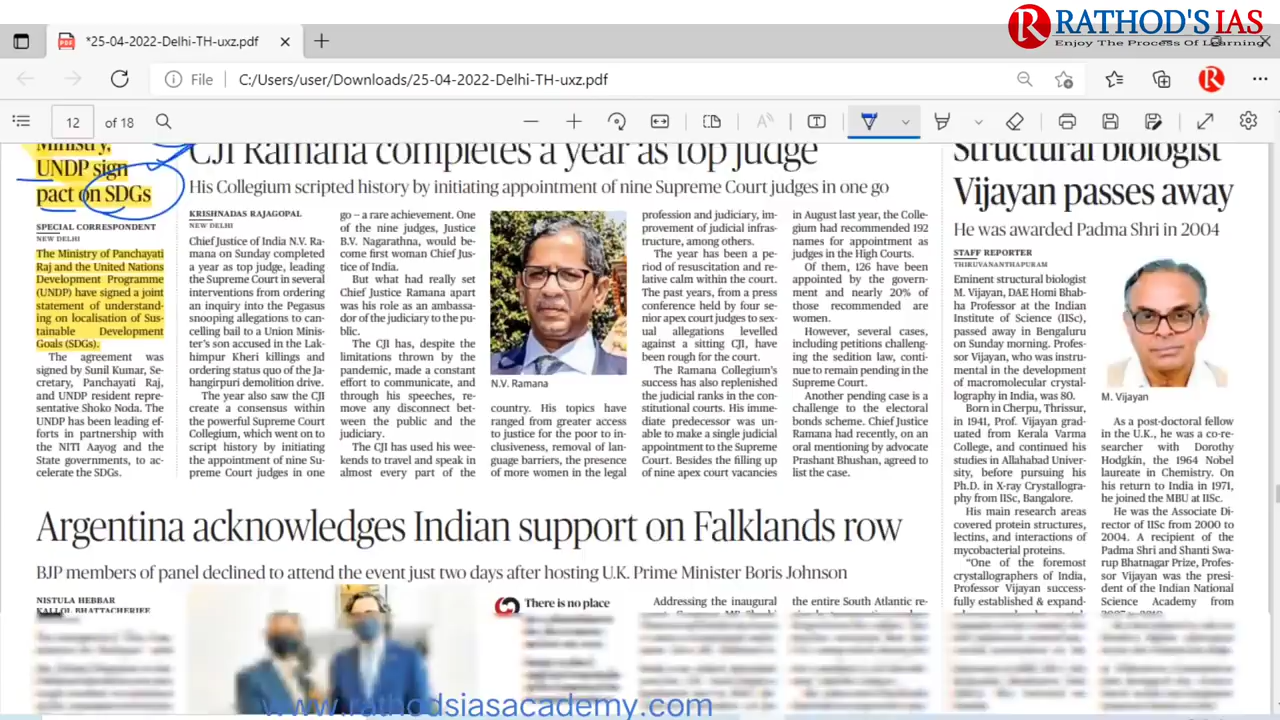 RATHOD'S IAS
Enjoy The Process Of Learning
*25-04-2022-Delhi-TH-uxz.pdf
File
C:/Users/user/Downloads/25-04-2022-Delhi-TH-uxz.pdf
12
of 18
Ministry,
UNDP sign
pact on SDGs
SPECIAL CORRESPONDENT
NEW DELHI
The Ministry of Panchayati
Raj and the United Nations
Development Programme
(UNDP) have signed a joint
statement of understand-
ing on localisation of Sus-
tainable Development
Goals (SDGs).
The agreement was
signed by Sunil Kumar, Se-
cretary, Panchayati Raj,
and UNDP resident repre-
sentative Shoko Noda. The
UNDP has been leading ef-
forts in partnership with
the NITI Aayog and the
State governments, to ac-
celerate the SDGs.
CJI Ramana completes a year as top judge
His Collegium scripted history by initiating appointment of nine Supreme Court judges in one go
KRISHNADAS RAJAGOPAL
NEW DELHI
Chief Justice of India N.V. Ra-
mana on Sunday completed
a year as top judge, leading
the Supreme Court in several
interventions from ordering
an inquiry into the Pegasus
snooping allegations to can-
celling bail to a Union Minis-
ter's son accused in the Lak-
himpur Kheri killings and
ordering status quo of the Ja-
hangirpuri demolition drive.
The year also saw the CJI
create a consensus within
the powerful Supreme Court
Collegium, which went on to
script history by initiating
the appointment of nine Su-
preme Court judges in one
go – a rare achievement. One
of the nine judges, Justice
B.V. Nagarathna, would be-
come first woman Chief Jus-
tice of India.
But what had really set
Chief Justice Ramana apart
was his role as an ambassa-
dor of the judiciary to the pu-
blic.
The CJI has, despite the
limitations thrown by the
pandemic, made a constant
effort to communicate, and
through his speeches, re-
move any disconnect bet-
ween the public and the
judiciary.
The CJI has used his wee-
kends to travel and speak in
almost every part of the
N.V. Ramana
country. His topics have
ranged from greater access
to justice for the poor to in-
clusiveness, removal of lan-
guage barriers, the presence
of more women in the legal
profession and judiciary, im-
provement of judicial infras-
tructure, among others.
The year has been a pe-
riod of resuscitation and re-
lative calm within the court.
The past years, from a press
conference held by four se-
nior apex court judges to sex-
ual allegations levelled
against a sitting CJI, have
been rough for the court.
The Ramana Collegium's
success has also replenished
the judicial ranks in the con-
stitutional courts. His imme-
diate predecessor was un-
able to make a single judicial
appointment to the Supreme
Court. Besides the filling up
of nine apex court vacancies
in August last year, the Colle-
gium had recommended 192
names for appointment as
judges in the High Courts.
Of them, 126 have been
appointed by the govern-
ment and nearly 20% of
those recommended are
women.
However, several cases,
including petitions challeng-
ing the sedition law, conti-
nue to remain pending in the
Supreme Court.
Another pending case is a
challenge to the electoral
bonds scheme. Chief Justice
Ramana had recently, on an
oral mentioning by advocate
Prashant Bhushan, agreed to
list the case.
Structural biologist
Vijayan passes away
He was awarded Padma Shri in 2004
STAFF REPORTER
THIRUVANANTHAPURAM
Eminent structural biologist
M. Vijayan, DAE Homi Bhab-
ha Professor at the Indian
Institute of Science (IISc),
passed away in Bengaluru
on Sunday morning. Profes-
sor Vijayan, who was instru-
mental in the development
of macromolecular crystal-
lography in India, was 80.
Born in Cherpu, Thrissur,
in 1941, Prof. Vijayan grad-
uated from Kerala Varma
College, and continued his
studies in Allahabad Univer-
sity, before pursuing his
Ph.D. in X-ray Crystallogra-
phy from IISc, Bangalore.
His main research areas
covered protein structures,
lectins, and interactions of
mycobacterial proteins.
"One of the foremost
crystallographers of India,
Professor Vijayan success-
fully established & expand-
M. Vijayan
As a post-doctoral fellow
in the U.K., he was a co-re-
searcher with Dorothy
Hodgkin, the 1964 Nobel
laureate in Chemistry. On
his return to India in 1971,
he joined the MBU at IISc.
He was the Associate Di-
rector of IISc from 2000 to
2004. A recipient of the
Padma Shri and Shanti Swa-
rup Bhatnagar Prize, Profes-
sor Vijayan was the presi-
dent of the Indian National
Science Academy from
Argentina acknowledges Indian support on Falklands row
BJP members of panel declined to attend the event just two days after hosting U.K. Prime Minister Boris Johnson
NISTULA HEBBAR
KALLOL BHATTACHERJEE
There is no place
Addressing the inaugural
the entire South Atlantic re-
www.rathodsiasacademy.com